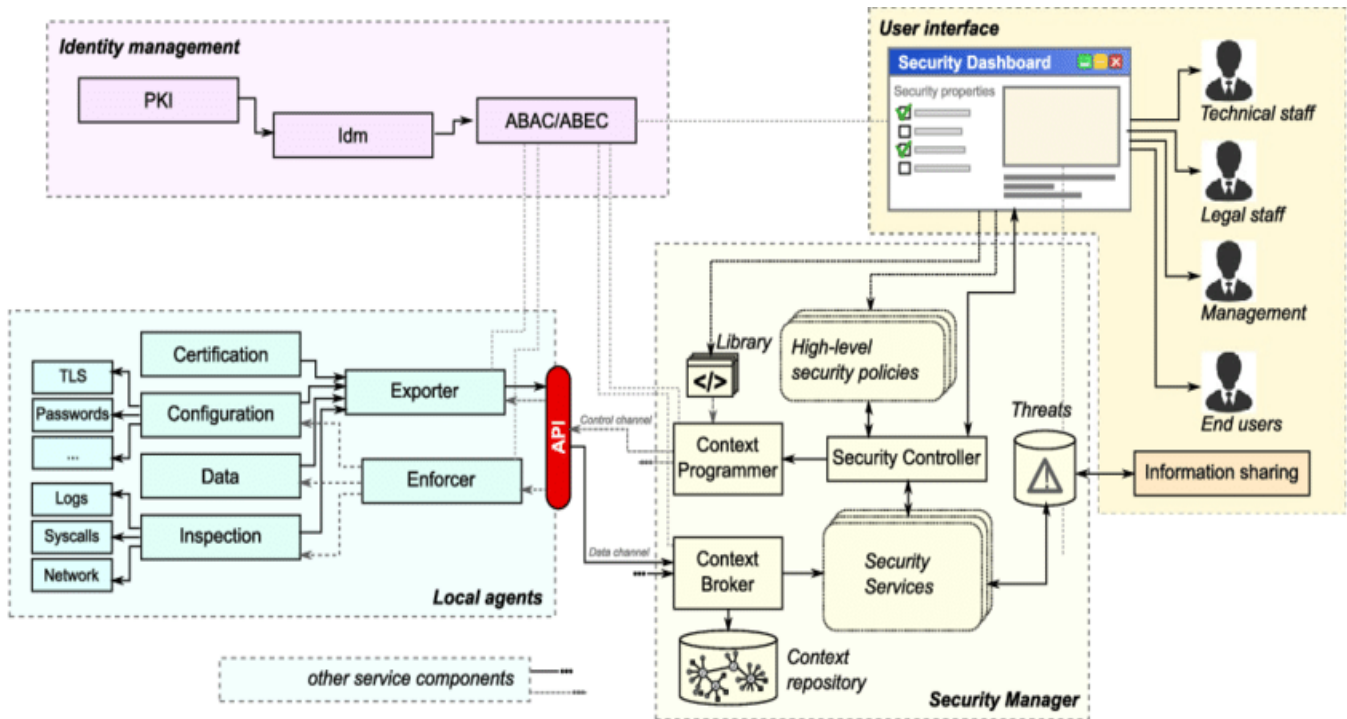 Identity management
PKI
Idm
ABAC/ABEC
User interface
Security Dashboard
Security properties
Technical staff
Legal staff
Management
End users
Information sharing
Certification
Configuration
Data
Inspection
TLS
Passwords
...
Logs
Syscalls
Network
Exporter
Enforcer
API
Local agents
Control channel
Data channel
Library
</>
High-level
security policies
Context
Programmer
Security Controller
Threats
Context
Broker
Security
Services
Context
repository
Security Manager
other service components